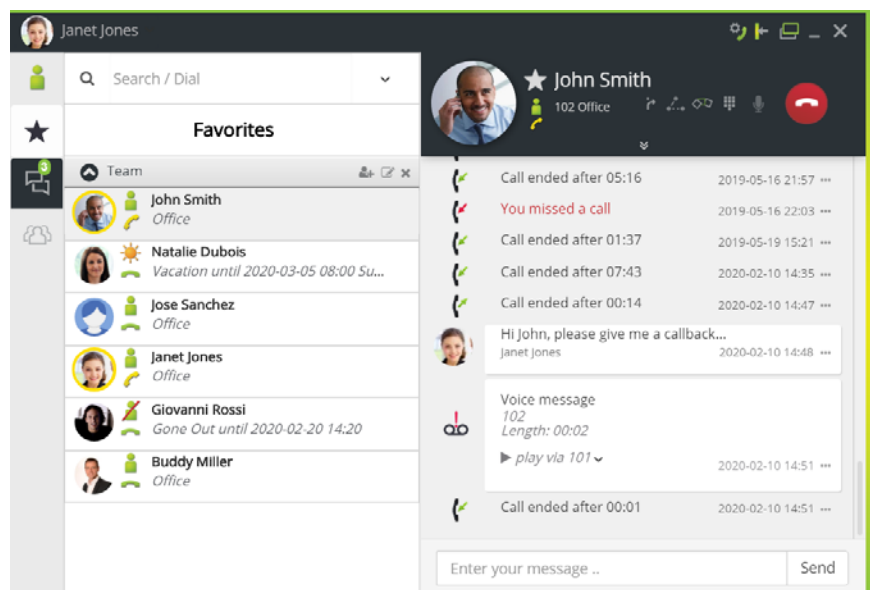 Janet Jones
Search / Dial
Favorites
Team
John Smith
Office
Natalie Dubois
Vacation until 2020-03-05 08:00 Su...
Jose Sanchez
Office
Janet Jones
Office
Giovanni Rossi
Gone Out until 2020-02-20 14:20
Buddy Miller
Office
3
John Smith
102 Office
Call ended after 05:16 2019-05-16 21:57 ...
You missed a call 2019-05-16 22:03 ...
Call ended after 01:37 2019-05-19 15:21 ...
Call ended after 07:43 2020-02-10 14:35 ...
Call ended after 00:14 2020-02-10 14:47 ...
Hi John, please give me a callback...
Janet Jones 2020-02-10 14:48 ...
Voice message
102
Length: 00:02
play via 101
2020-02-10 14:51 ...
Call ended after 00:01 2020-02-10 14:51 ...
Enter your message .. Send